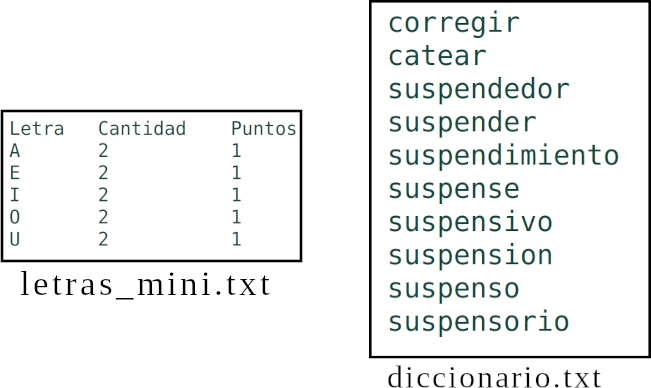 Letra Cantidad Puntos
A 2 1
E 2 1
I 2 1
O 2 1
U 2 1
letras_mini.txt
corregir
catear
suspendedor
suspender
suspendimiento
suspense
suspensivo
suspension
suspenso
suspensorio
diccionario.txt